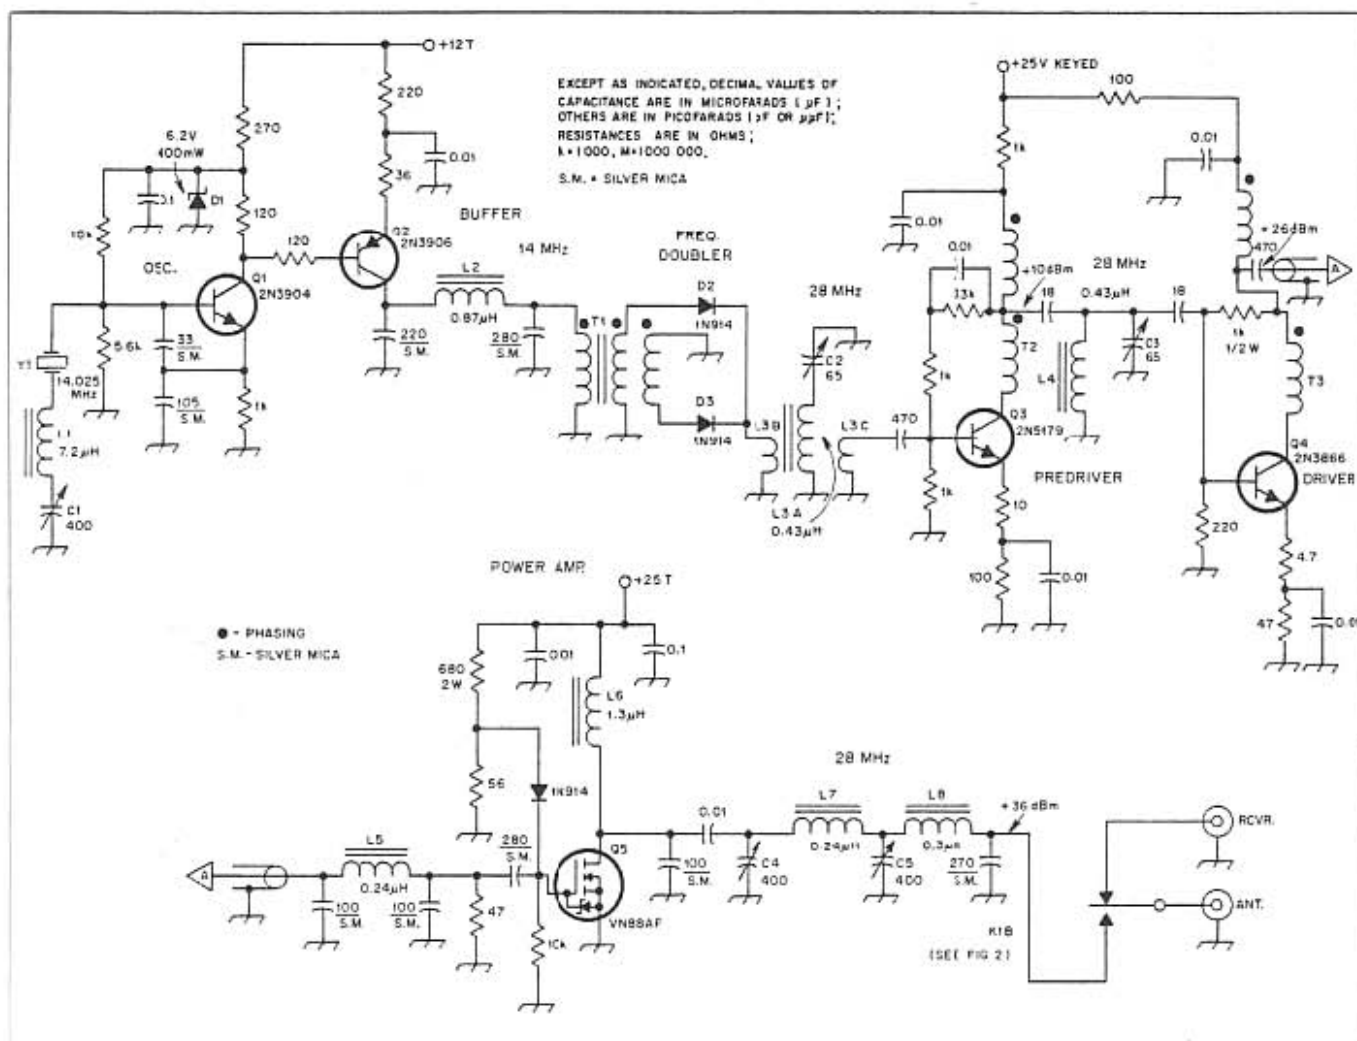 +12T
220
270
6.2V
400mW
0.01
36
0.1
D1
120
10k
120
Q2
2N3906
BUFFER
14 MHz
OSC.
Q1
2N3904
L2
0.87µH
220
S.M.
280
S.M.
33
S.M.
5.6k
Y1
14.025
MHz
105
S.M.
1k
L1
7.2µH
C1
400
EXCEPT AS INDICATED, DECIMAL VALUES OF
CAPACITANCE ARE IN MICROFARADS (µF);
OTHERS ARE IN PICOFARADS (pF OR µµF);
RESISTANCES ARE IN OHMS;
k=1000, M=1000 000.
S.M. = SILVER MICA
FREQ.
DOUBLER
T1
D2
1N914
D3
1N914
28 MHz
C2
65
L3B
L3C
L3A
0.43µH
470
+25V KEYED
100
1k
0.01
0.01
0.01
+10dBm
28 MHz
+26dBm
470
A
18
0.43µH
18
T2
L4
C3
65
1k
1/2 W
T3
1k
1k
Q3
2N5179
PREDRIVER
10
100
0.01
Q4
2N3866
DRIVER
220
4.7
47
0.01
POWER AMP.
+25T
● - PHASING
S.M. - SILVER MICA
680
2W
0.1
L6
1.3µH
56
1N914
28 MHz
L7
0.24µH
L8
0.3µH
+36dBm
RCVR.
ANT.
0.01
A
L5
0.24µH
280
S.M.
Q5
VN88AF
100
S.M.
C4
400
C5
400
270
S.M.
100
S.M.
100
S.M.
47
10k
K1B
(SEE FIG 2)